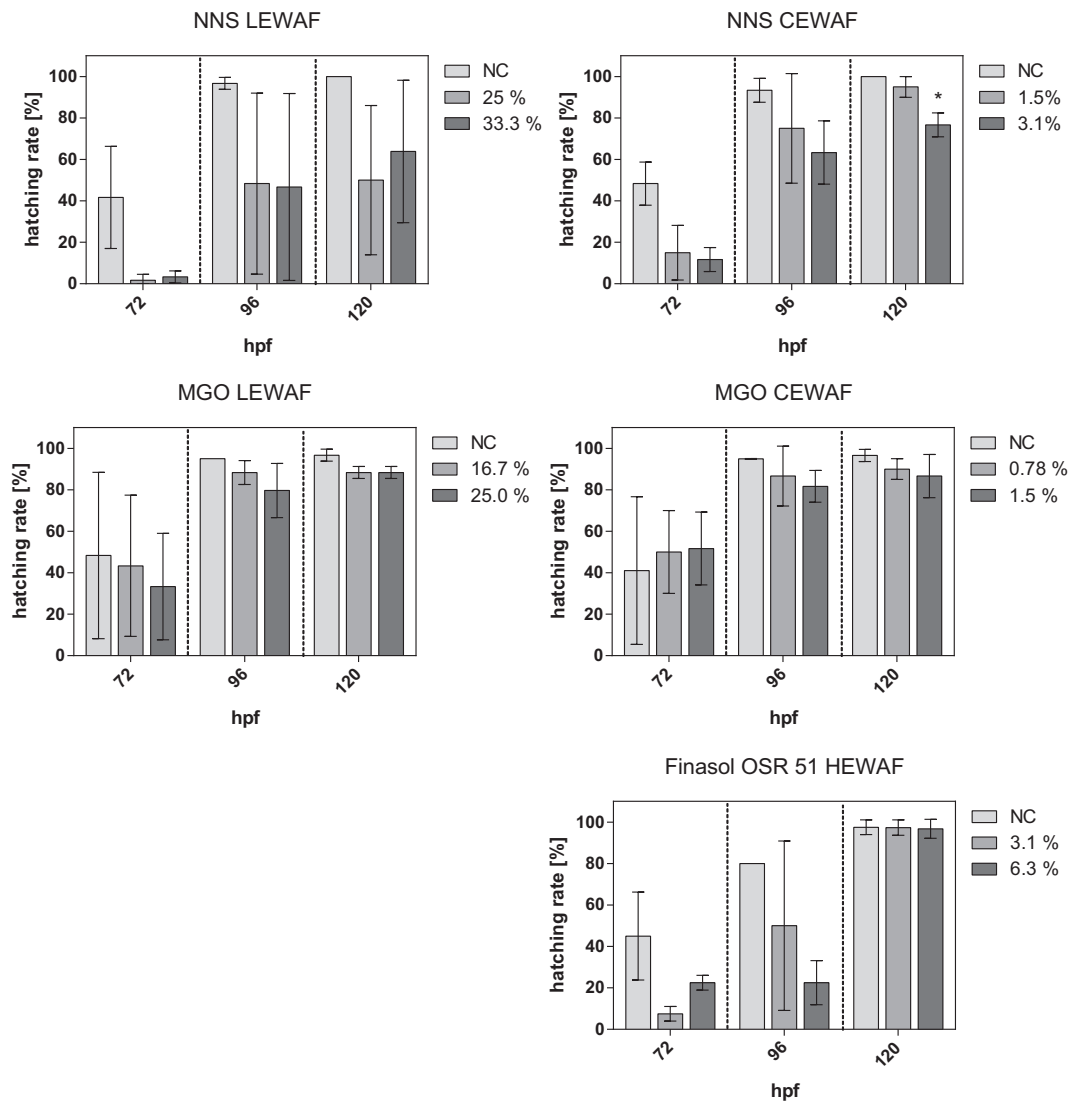 NNS LEWAF
hatching rate [%]
100
80
60
40
20
0
72
96
120
hpf
NC
25 %
33.3 %
NNS CEWAF
hatching rate [%]
100
80
60
40
20
0
*
72
96
120
hpf
NC
1.5%
3.1%
MGO LEWAF
hatching rate [%]
100
80
60
40
20
0
72
96
120
hpf
NC
16.7 %
25.0 %
MGO CEWAF
hatching rate [%]
100
80
60
40
20
0
72
96
120
hpf
NC
0.78 %
1.5 %
Finasol OSR 51 HEWAF
hatching rate [%]
100
80
60
40
20
0
72
96
120
hpf
NC
3.1 %
6.3 %